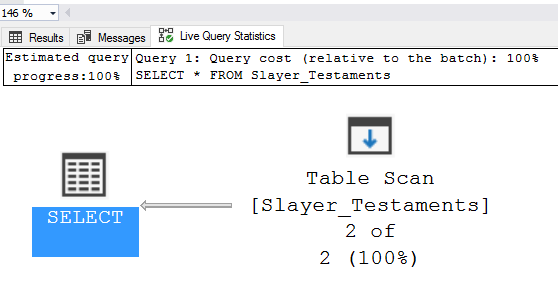 146 %
Results Messages Live Query Statistics
Estimated query
progress:100%
Query 1: Query cost (relative to the batch): 100%
SELECT * FROM Slayer_Testaments
SELECT
Table Scan
[Slayer_Testaments]
2 of
2 (100%)